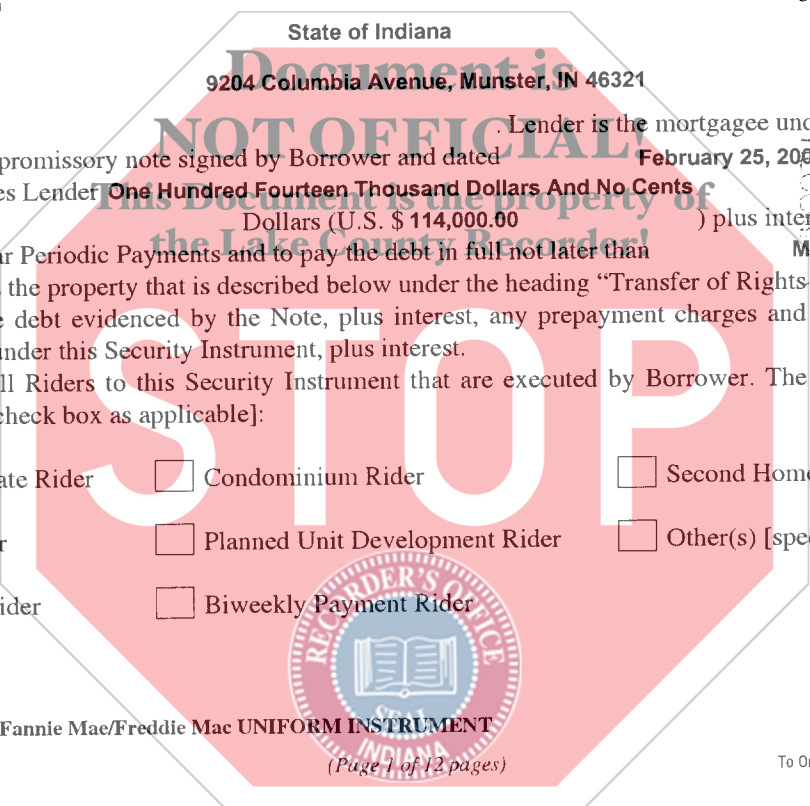 State of Indiana
Document is
9204 Columbia Avenue, Munster, IN 46321
NOT OFFICIAL!
. Lender is the mortgagee und
promissory note signed by Borrower and dated February 25, 200
es Lender One Hundred Fourteen Thousand Dollars And No Cents
This Document is the property of
Dollars (U.S. $ 114,000.00 ) plus inter
the Lake County Recorder!
ar Periodic Payments and to pay the debt in full not later than M
the property that is described below under the heading “Transfer of Rights
e debt evidenced by the Note, plus interest, any prepayment charges and
under this Security Instrument, plus interest.
ll Riders to this Security Instrument that are executed by Borrower. The
check box as applicable]:
STOP
ate Rider Condominium Rider Second Home
r Planned Unit Development Rider Other(s) [spe
ider Biweekly Payment Rider
RECORDER'S OFFICE
SEAL
INDIANA
Fannie Mae/Freddie Mac UNIFORM INSTRUMENT
(Page 1 of 12 pages)
To Or